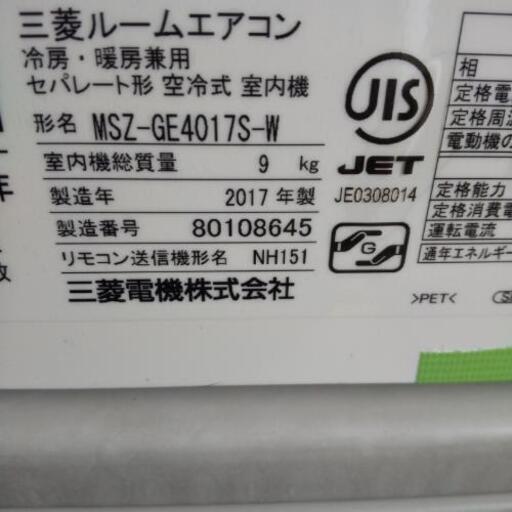 三菱ルームエアコン
冷房・暖房兼用
セパレート形 空冷式 室内機
形名 MSZ-GE4017S-W
室内機総質量 9 kg
製造年 2017 年製
製造番号 80108645
リモコン送信機形名 NH151
三菱電機株式会社
JIS
JET
JE0308014
G
相
定格電
定格周
電動機の
定格能力
定格消費電
運転電流
通年エネルギー
>PET<
年
数